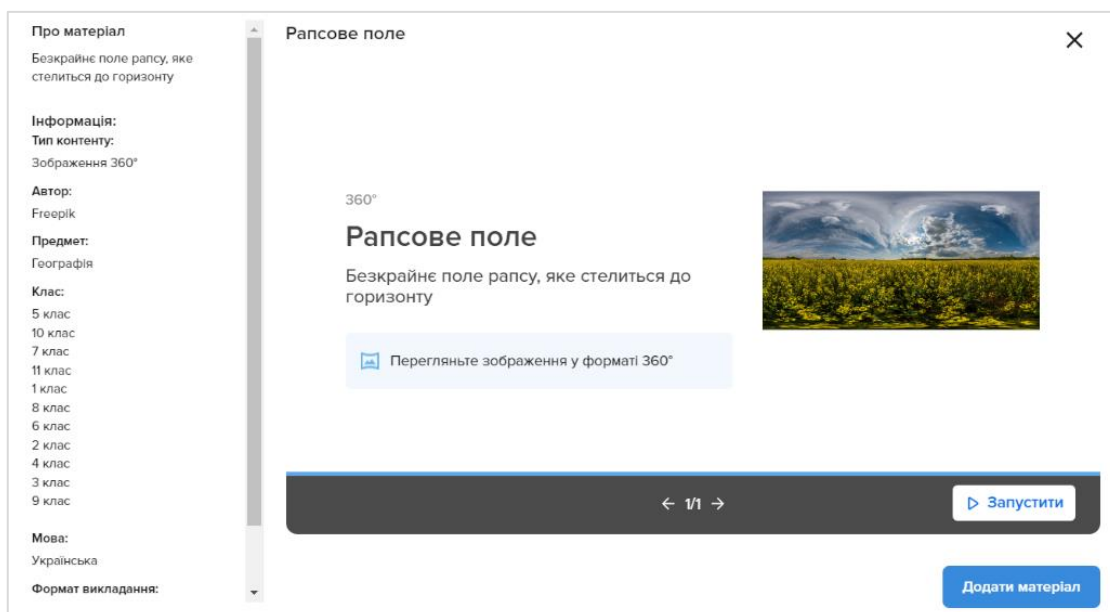 Про матеріал
Безкрайнє поле рапсу, яке
стелиться до горизонту
Інформація:
Тип контенту:
Зображення 360°
Автор:
Freepik
Предмет:
Географія
Клас:
5 клас
10 клас
7 клас
11 клас
1 клас
8 клас
6 клас
2 клас
4 клас
3 клас
9 клас
Мова:
Українська
Формат викладання:
Рапсове поле
360°
Рапсове поле
Безкрайнє поле рапсу, яке стелиться до
горизонту
Перегляньте зображення у форматі 360°
← 1/1 →
Запустити
Додати матеріал